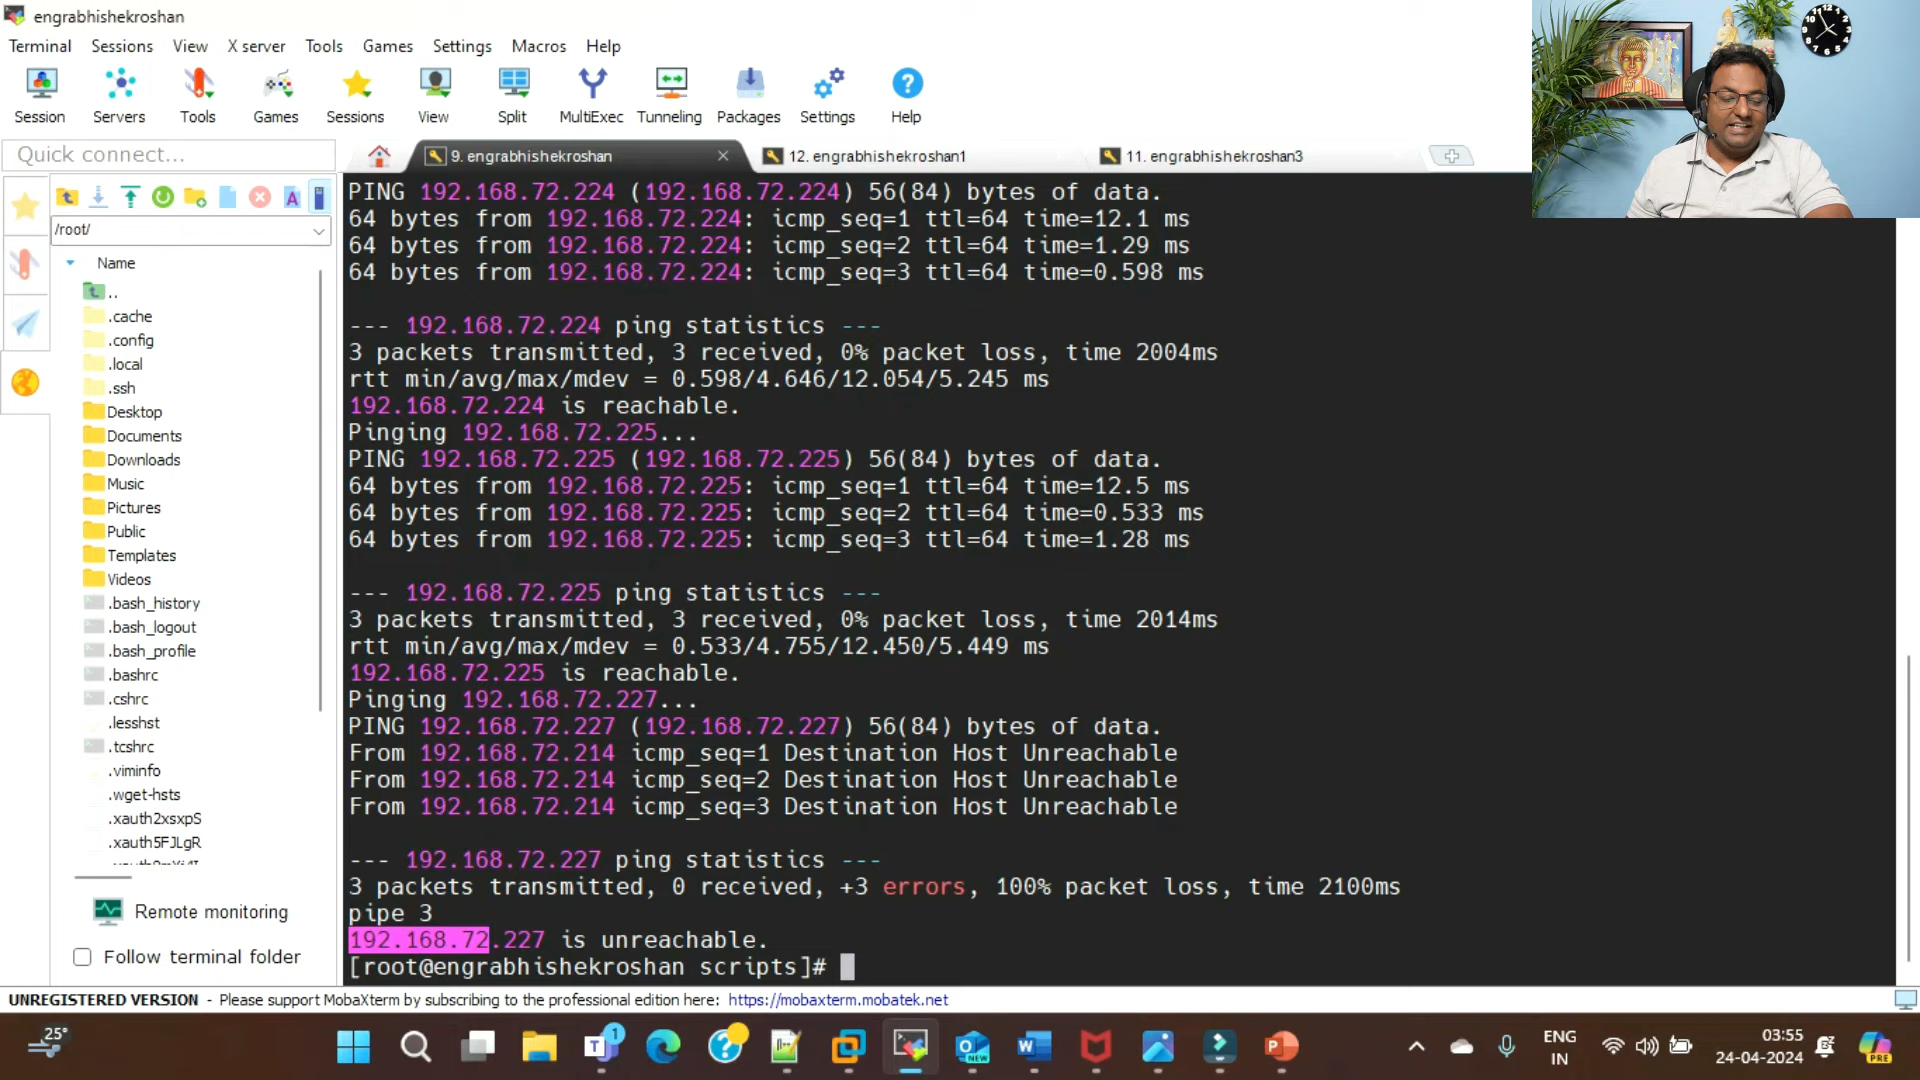 engrabhishekroshan
Terminal Sessions View X server Tools Games Settings Macros Help
Session Servers Tools Games Sessions View Split MultiExec Tunneling Packages Settings Help
Quick connect...
9. engrabhishekroshan
12. engrabhishekroshan1
11. engrabhishekroshan3
/root/
Name
..
.cache
.config
.local
.ssh
Desktop
Documents
Downloads
Music
Pictures
Public
Templates
Videos
.bash_history
.bash_logout
.bash_profile
.bashrc
.cshrc
.lesshst
.tcshrc
.viminfo
.wget-hsts
.xauth2xsxpS
.xauth5FJLgR
Remote monitoring
Follow terminal folder
PING 192.168.72.224 (192.168.72.224) 56(84) bytes of data.
64 bytes from 192.168.72.224: icmp_seq=1 ttl=64 time=12.1 ms
64 bytes from 192.168.72.224: icmp_seq=2 ttl=64 time=1.29 ms
64 bytes from 192.168.72.224: icmp_seq=3 ttl=64 time=0.598 ms
--- 192.168.72.224 ping statistics ---
3 packets transmitted, 3 received, 0% packet loss, time 2004ms
rtt min/avg/max/mdev = 0.598/4.646/12.054/5.245 ms
192.168.72.224 is reachable.
Pinging 192.168.72.225...
PING 192.168.72.225 (192.168.72.225) 56(84) bytes of data.
64 bytes from 192.168.72.225: icmp_seq=1 ttl=64 time=12.5 ms
64 bytes from 192.168.72.225: icmp_seq=2 ttl=64 time=0.533 ms
64 bytes from 192.168.72.225: icmp_seq=3 ttl=64 time=1.28 ms
--- 192.168.72.225 ping statistics ---
3 packets transmitted, 3 received, 0% packet loss, time 2014ms
rtt min/avg/max/mdev = 0.533/4.755/12.450/5.449 ms
192.168.72.225 is reachable.
Pinging 192.168.72.227...
PING 192.168.72.227 (192.168.72.227) 56(84) bytes of data.
From 192.168.72.214 icmp_seq=1 Destination Host Unreachable
From 192.168.72.214 icmp_seq=2 Destination Host Unreachable
From 192.168.72.214 icmp_seq=3 Destination Host Unreachable
--- 192.168.72.227 ping statistics ---
3 packets transmitted, 0 received, +3 errors, 100% packet loss, time 2100ms
pipe 3
192.168.72.227 is unreachable.
[root@engrabhishekroshan scripts]#
UNREGISTERED VERSION - Please support MobaXterm by subscribing to the professional edition here: https://mobaxterm.mobatek.net
25°
ENG
IN
03:55
24-04-2024